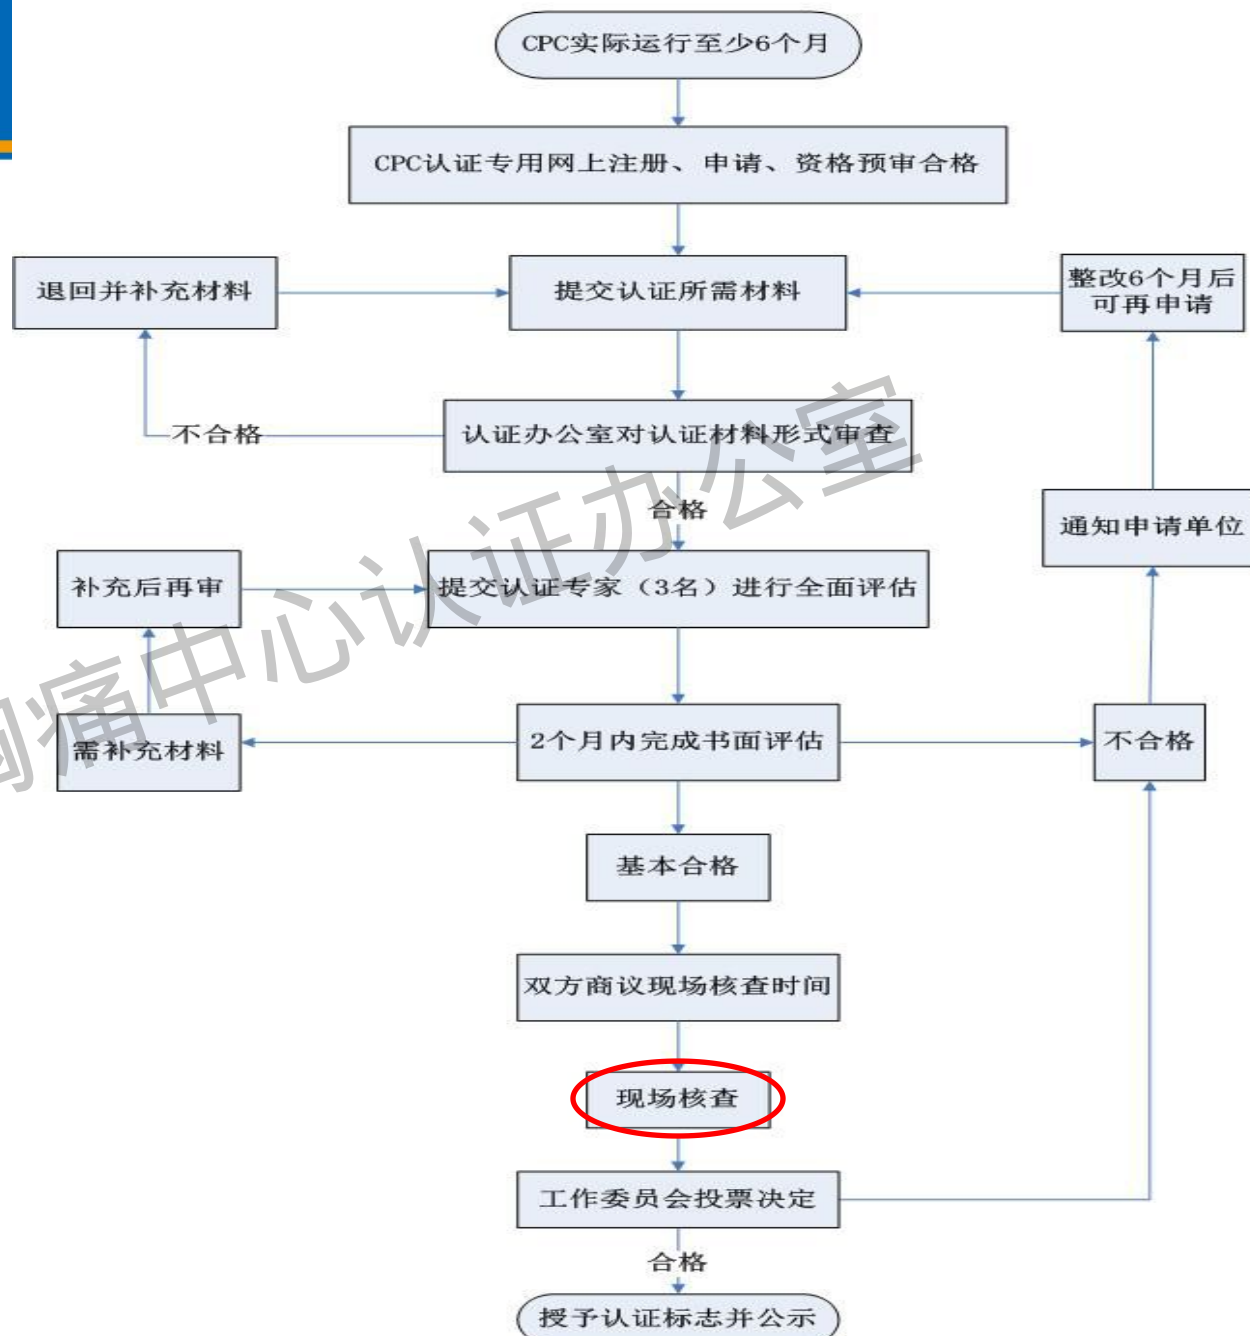 CPC实际运行至少6个月
CPC认证专用网上注册、申请、资格预审合格
退回并补充材料
提交认证所需材料
整改6个月后
可再申请
不合格
认证办公室对认证材料形式审查
合格
通知申请单位
补充后再审
提交认证专家（3名）进行全面评估
需补充材料
2个月内完成书面评估
不合格
基本合格
双方商议现场核查时间
现场核查
工作委员会投票决定
合格
授予认证标志并公示
胸痛中心认证办公室